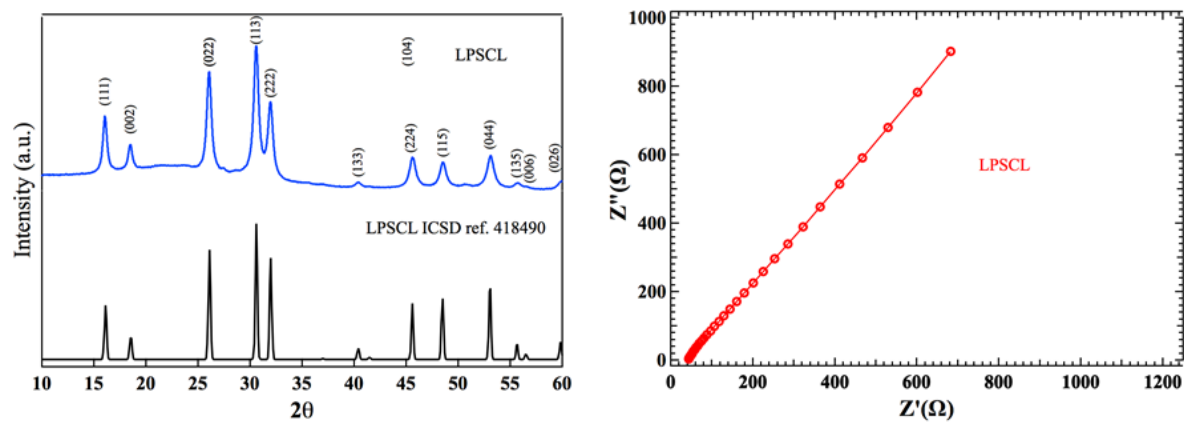 (111)
(002)
(022)
(113)
(222)
(133)
(104)
(224)
(115)
(044)
(135)
(006)
(026)
LPSCL
LPSCL ICSD ref. 418490
Intensity (a.u.)
10 15 20 25 30 35 40 45 50 55 60
2θ
1000
800
600
400
200
0
Z''(Ω)
LPSCL
0 200 400 600 800 1000 1200
Z'(Ω)